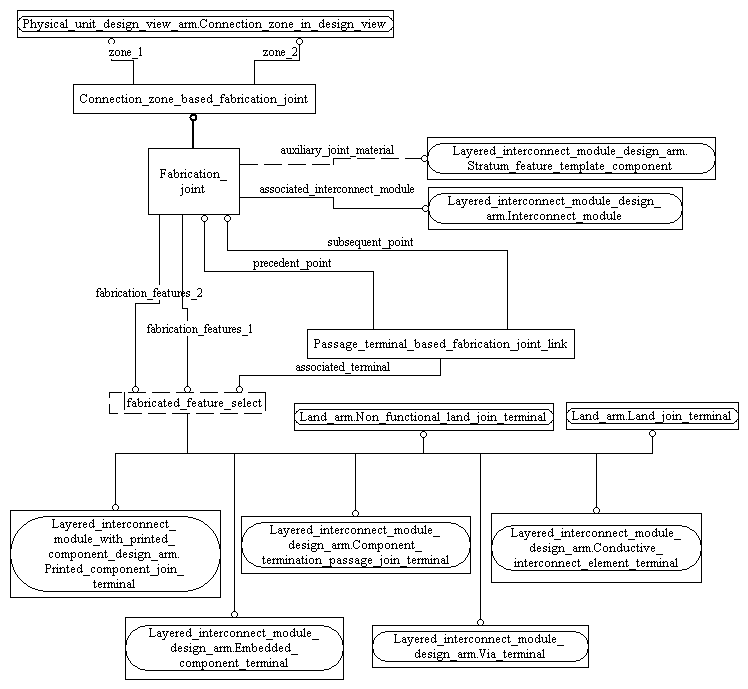 Physical_unit_design_view_arm.Connection_zone_in_design_view
zone_1
zone_2
Connection_zone_based_fabrication_joint
auxiliary_joint_material
Layered_interconnect_module_design_arm.
Stratum_feature_template_component
Fabrication_
joint
associated_interconnect_module
Layered_interconnect_module_design_
arm.Interconnect_module
subsequent_point
precedent_point
fabrication_features_2
fabrication_features_1
Passage_terminal_based_fabrication_joint_link
associated_terminal
fabricated_feature_select
Land_arm.Non_functional_land_join_terminal
Land_arm.Land_join_terminal
Layered_interconnect_
module_with_printed_
component_design_arm.
Printed_component_join_
terminal
Layered_interconnect_module_
design_arm.Component_
termination_passage_join_terminal
Layered_interconnect_module_
design_arm.Conductive_
interconnect_element_terminal
Layered_interconnect_module_
design_arm.Embedded_
component_terminal
Layered_interconnect_module_
design_arm.Via_terminal